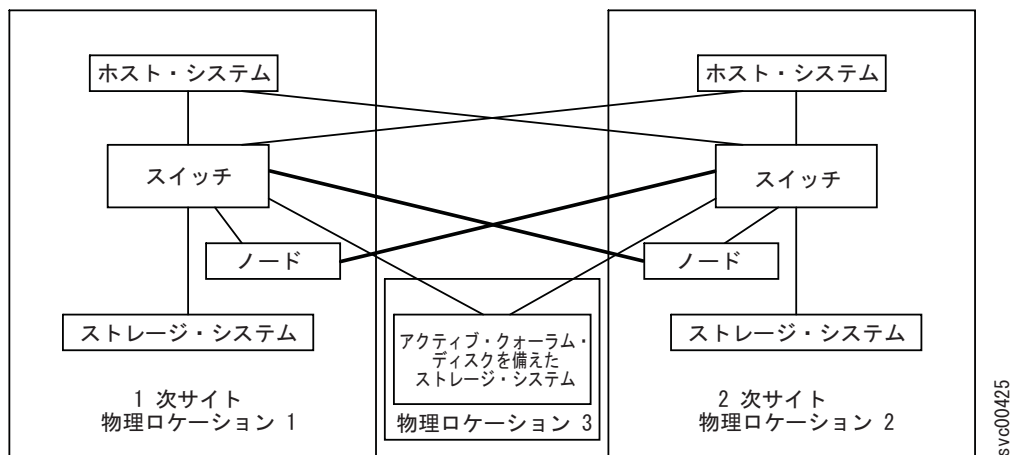 ホスト・システム
スイッチ
ノード
ストレージ・システム
1 次サイト
物理ロケーション 1
アクティブ・クォーラム・
ディスクを備えた
ストレージ・システム
物理ロケーション 3
ホスト・システム
スイッチ
ノード
ストレージ・システム
2 次サイト
物理ロケーション 2
svc00425